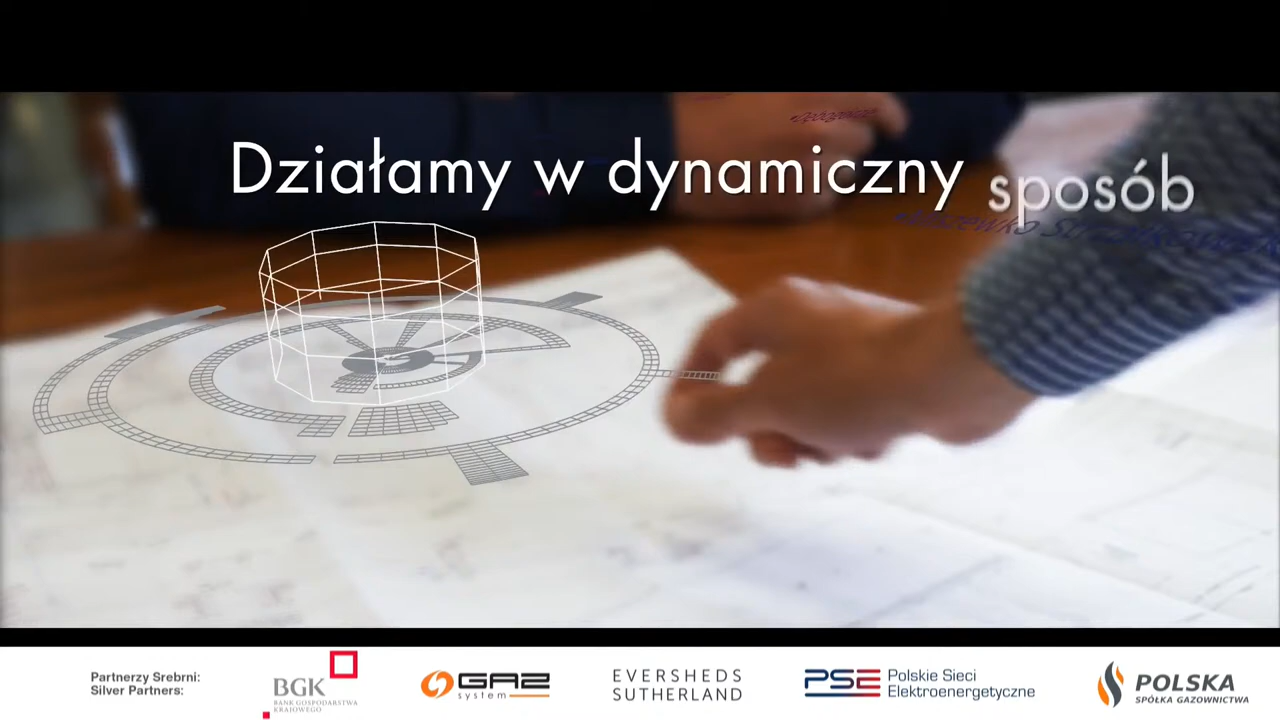 Działamy w dynamiczny sposób
Partnerzy Srebrni:
Silver Partners:
BGK
BANK GOSPODARSTWA
KRAJOWEGO
GAZ
system
EVERSHEDS
SUTHERLAND
PSE
Polskie Sieci
Elektroenergetyczne
POLSKA
SPÓŁKA GAZOWNICTWA